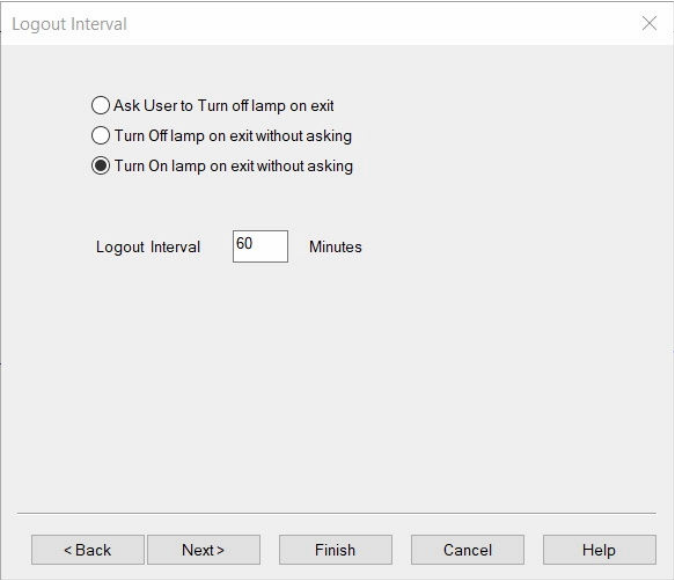 Logout Interval
Ask User to Turn off lamp on exit
Turn Off lamp on exit without asking
Turn On lamp on exit without asking
Logout Interval 60 Minutes
< Back Next > Finish Cancel Help